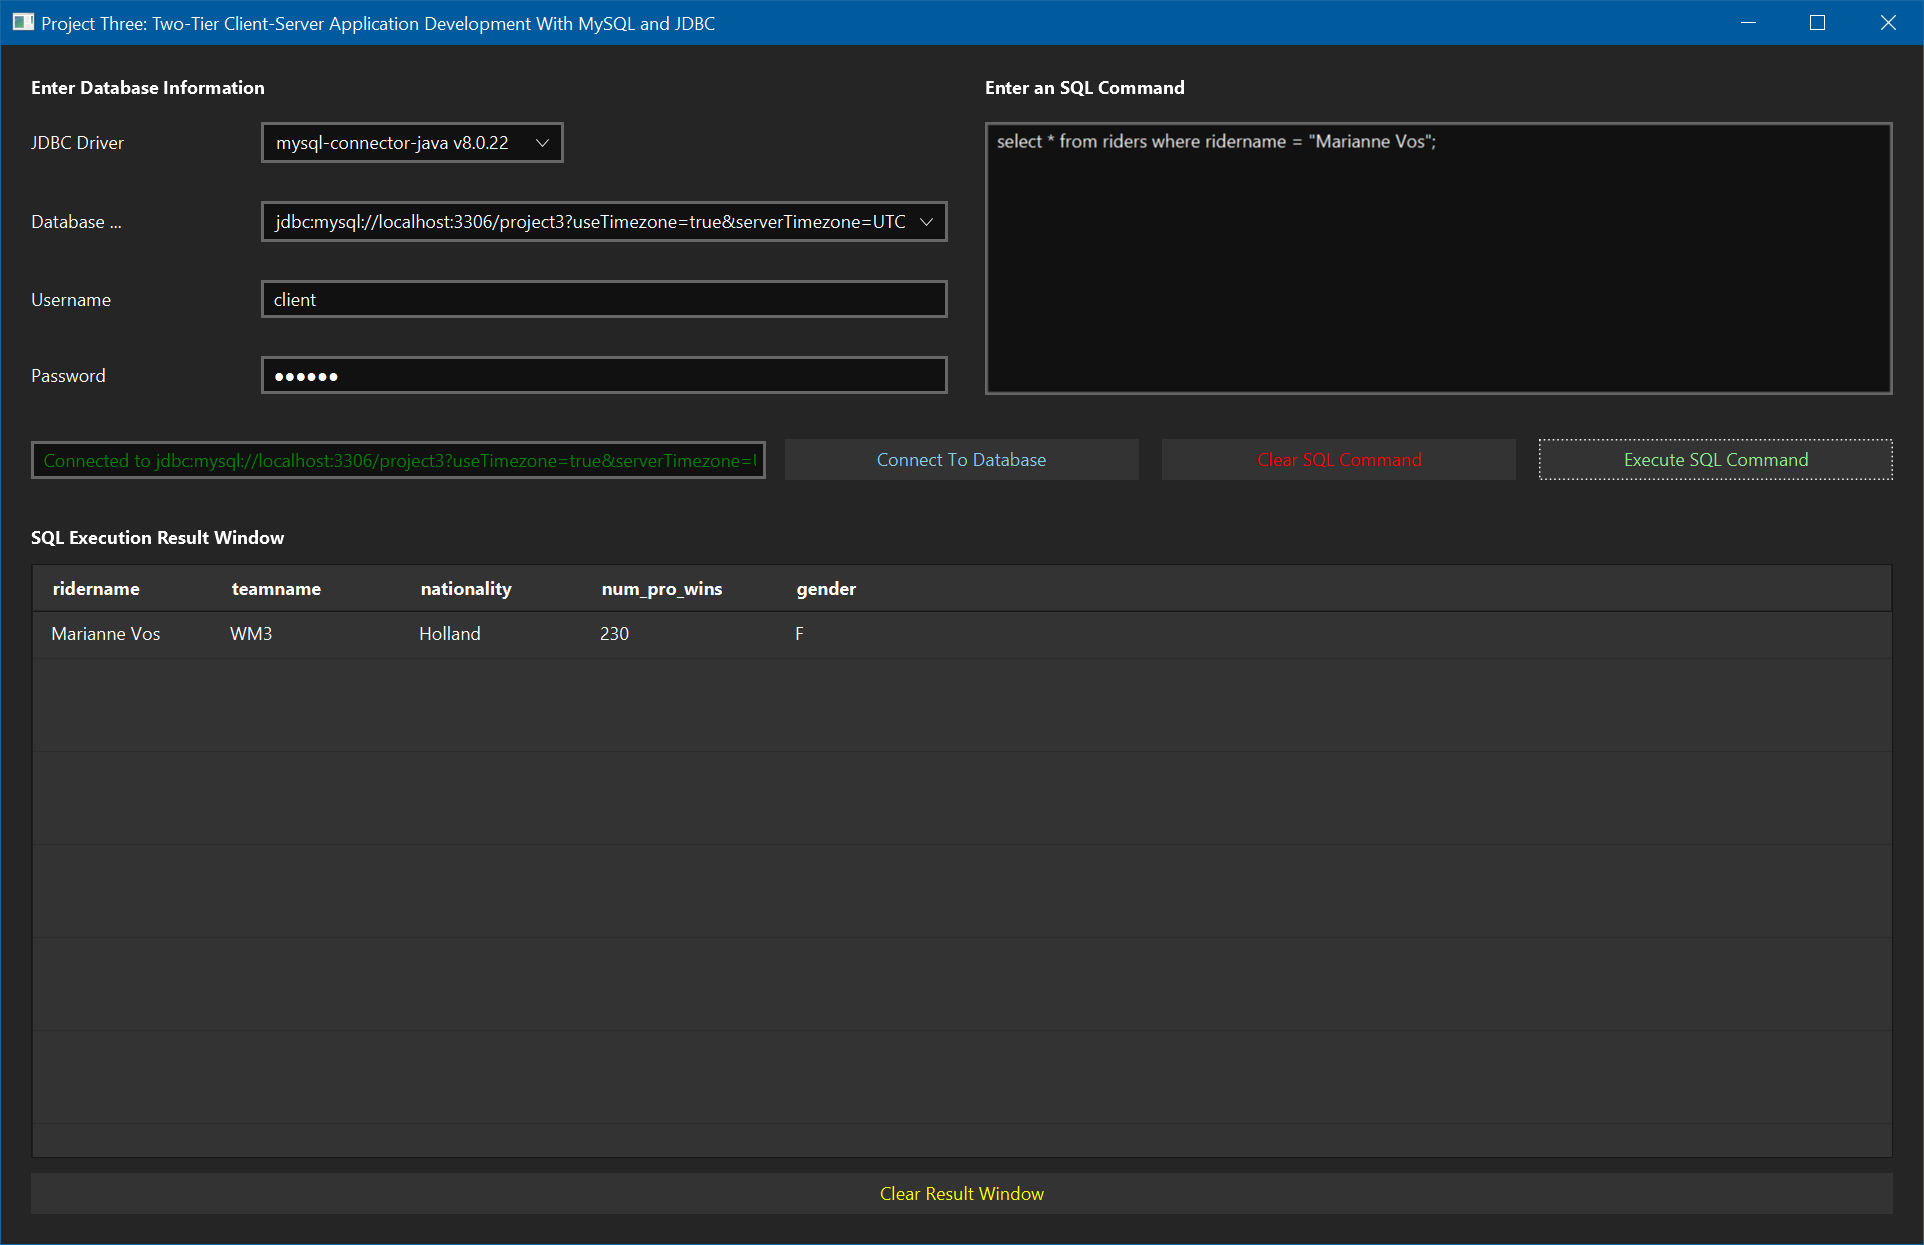 Project Three: Two-Tier Client-Server Application Development With MySQL and JDBC
Enter Database Information
JDBC Driver
mysql-connector-java v8.0.22
Database ...
jdbc:mysql://localhost:3306/project3?useTimezone=true&serverTimezone=UTC
Username
client
Password
••••••
Enter an SQL Command
select * from riders where ridername = "Marianne Vos";
Connected to jdbc:mysql://localhost:3306/project3?useTimezone=true&serverTimezone=
Connect To Database
Clear SQL Command
Execute SQL Command
SQL Execution Result Window
ridername teamname nationality num_pro_wins gender
Marianne Vos WM3 Holland 230 F
Clear Result Window